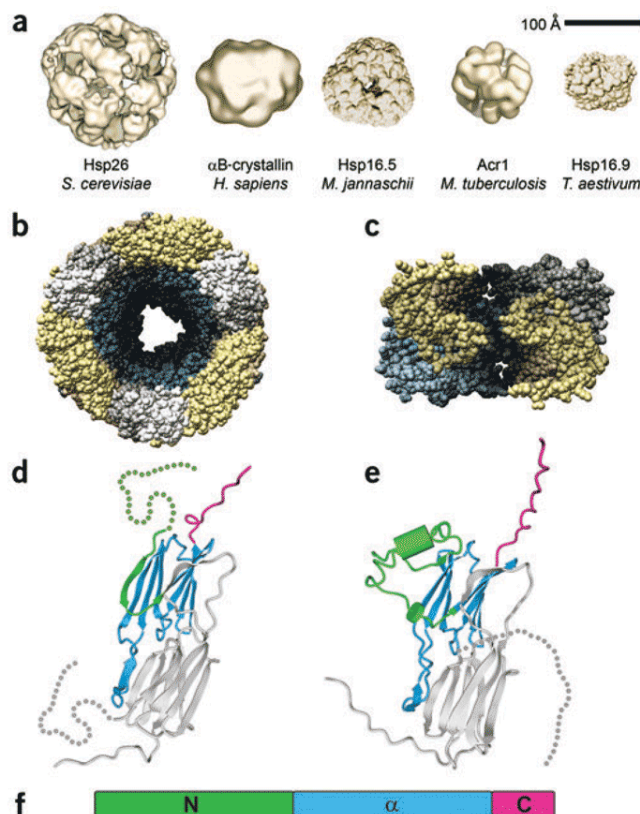 a
100 Å
Hsp26
S. cerevisiae
αB-crystallin
H. sapiens
Hsp16.5
M. jannaschii
Acr1
M. tuberculosis
Hsp16.9
T. aestivum
b
c
d
e
f
N
α
C